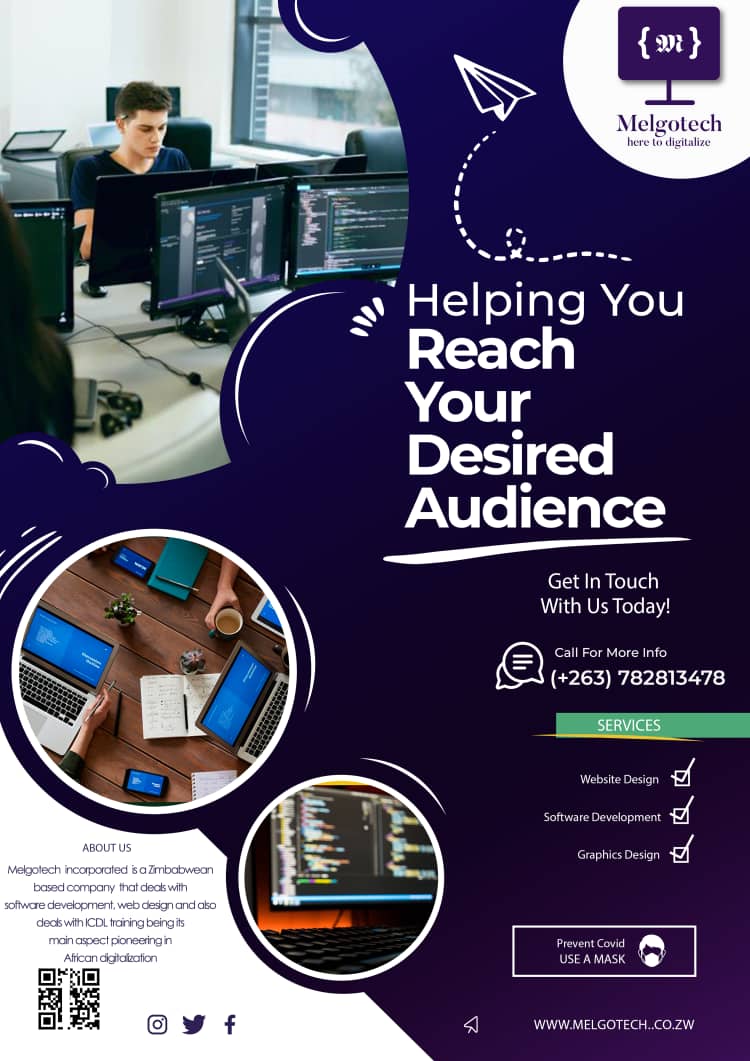 { M }
Melgotech
here to digitalize
Helping You
Reach
Your
Desired
Audience
Get In Touch
With Us Today!
Call For More Info
(+263) 782813478
SERVICES
Website Design
Software Development
Graphics Design
ABOUT US
Melgotech incorporated is a Zimbabwean
based company that deals with
software development, web design and also
deals with ICDL training being its
main aspect pioneering in
African digitalization
Prevent Covid
USE A MASK
WWW.MELGOTECH..CO.ZW